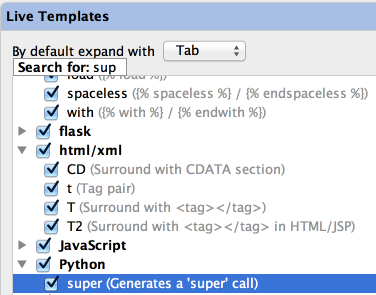 Live Templates
By default expand with Tab
Search for: sup
load ({% load %})
spaceless ({% spaceless %} / {% endspaceless %})
with ({% with %} / {% endwith %})
flask
html/xml
CD (Surround with CDATA section)
t (Tag pair)
T (Surround with <tag></tag>)
T2 (Surround with <tag></tag> in HTML/JSP)
JavaScript
Python
super (Generates a 'super' call)